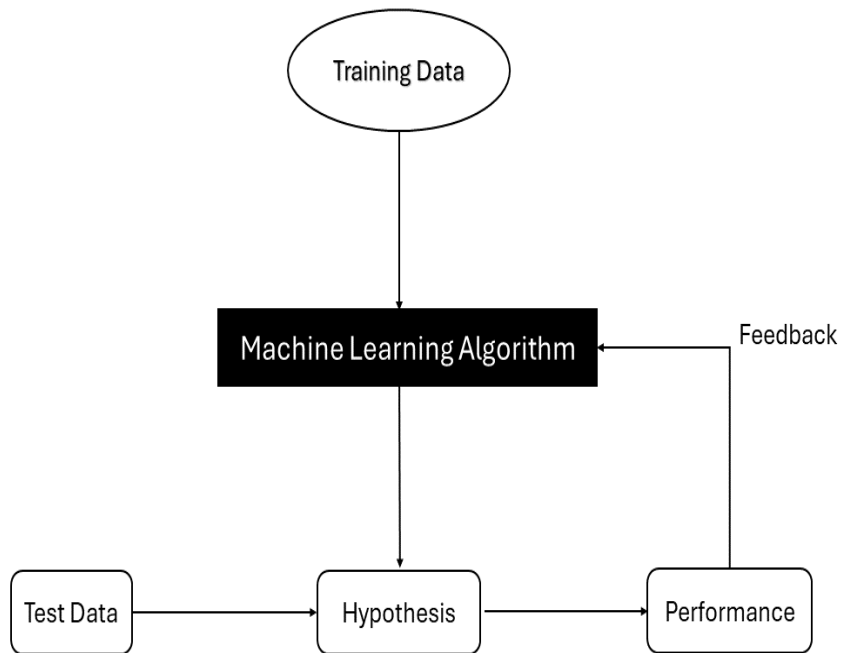 Training Data
Machine Learning Algorithm
Feedback
Test Data
Hypothesis
Performance